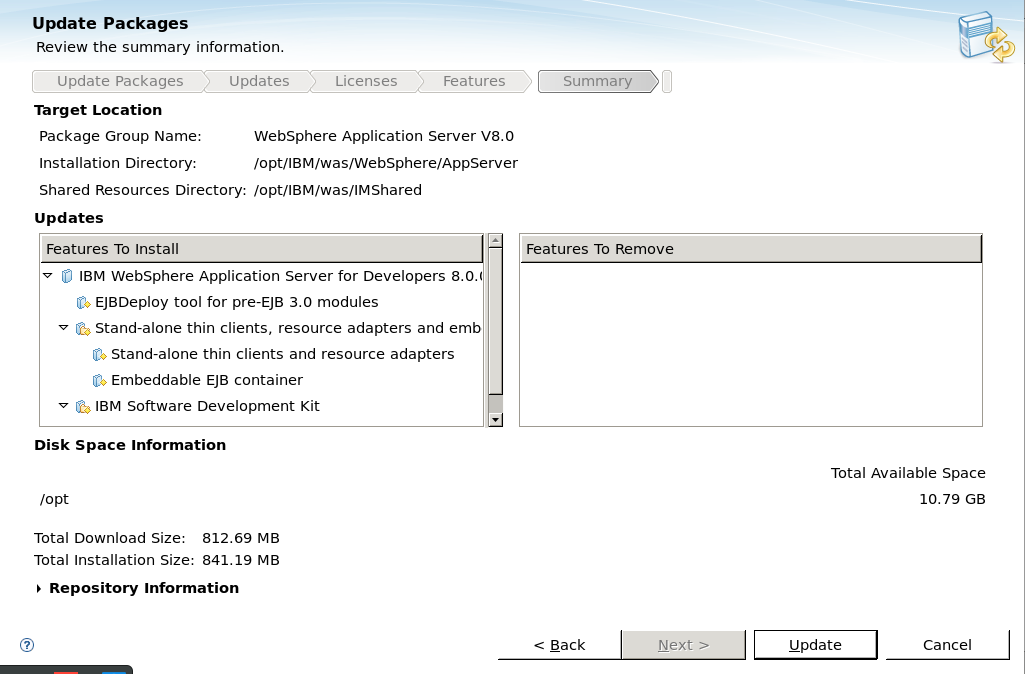 Update Packages
Review the summary information.
Update Packages Updates Licenses Features Summary
Target Location
Package Group Name: WebSphere Application Server V8.0
Installation Directory: /opt/IBM/was/WebSphere/AppServer
Shared Resources Directory: /opt/IBM/was/IMShared
Updates
Features To Install
IBM WebSphere Application Server for Developers 8.0.
EJBDeploy tool for pre-EJB 3.0 modules
Stand-alone thin clients, resource adapters and emb
Stand-alone thin clients and resource adapters
Embeddable EJB container
IBM Software Development Kit
Features To Remove
Disk Space Information
Total Available Space
/opt 10.79 GB
Total Download Size: 812.69 MB
Total Installation Size: 841.19 MB
Repository Information
? < Back Next > Update Cancel